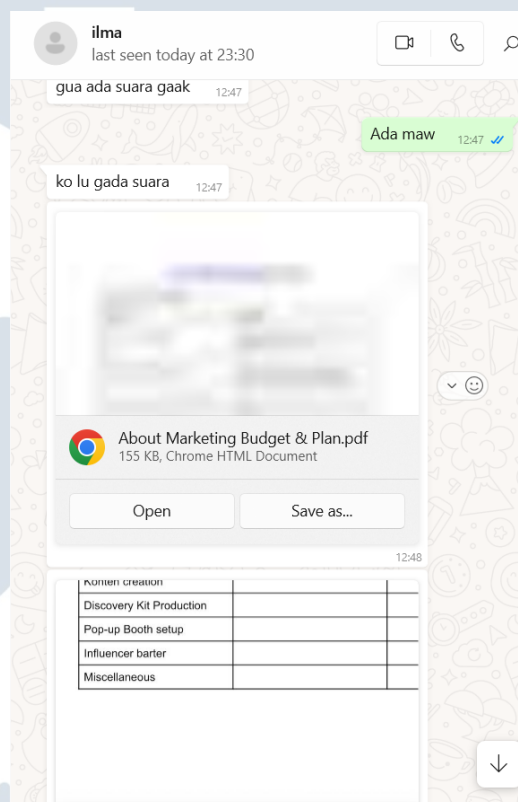 ilma
last seen today at 23:30
gua ada suara gaak 12:47
Ada maw 12:47
ko lu gada suara 12:47
About Marketing Budget & Plan.pdf
155 KB, Chrome HTML Document
Open Save as...
12:48
Konten creation
Discovery Kit Production
Pop-up Booth setup
Influencer barter
Miscellaneous